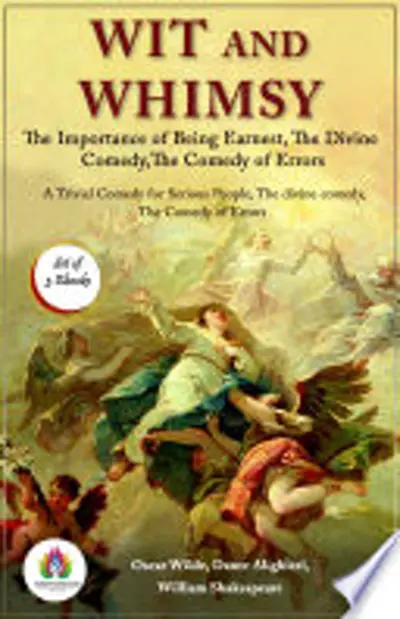 WIT AND
WHIMSY
The Importance of Being Earnest, The Divine
Comedy,The Comedy of Errors
A Trivial Comedy for Serious People, The divine comedy,
The Comedy of Errors
Set of
3 Ebooks
Oscar Wilde, Dante Alighieri,
William Shakespeare